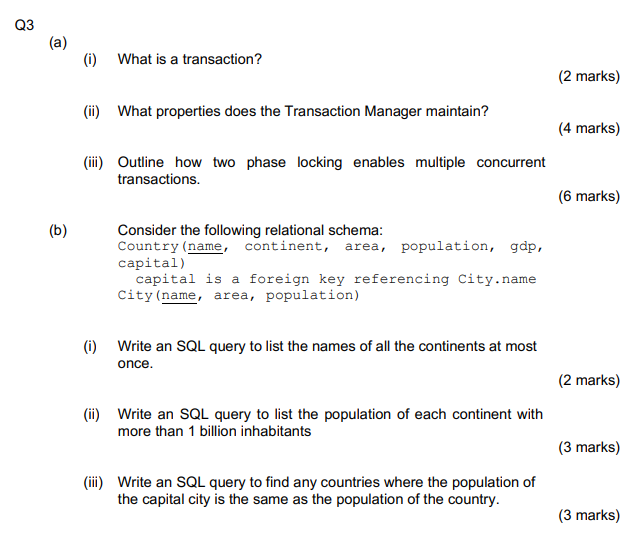 Q3
(a)
(i) What is a transaction?
(2 marks)
(ii) What properties does the Transaction Manager maintain?
(4 marks)
(iii) Outline how two phase locking enables multiple concurrent
transactions.
(6 marks)
(b) Consider the following relational schema:
Country(name, continent, area, population, gdp,
capital)
capital is a foreign key referencing City.name
City(name, area, population)
(i) Write an SQL query to list the names of all the continents at most
once.
(2 marks)
(ii) Write an SQL query to list the population of each continent with
more than 1 billion inhabitants
(3 marks)
(iii) Write an SQL query to find any countries where the population of
the capital city is the same as the population of the country.
(3 marks)